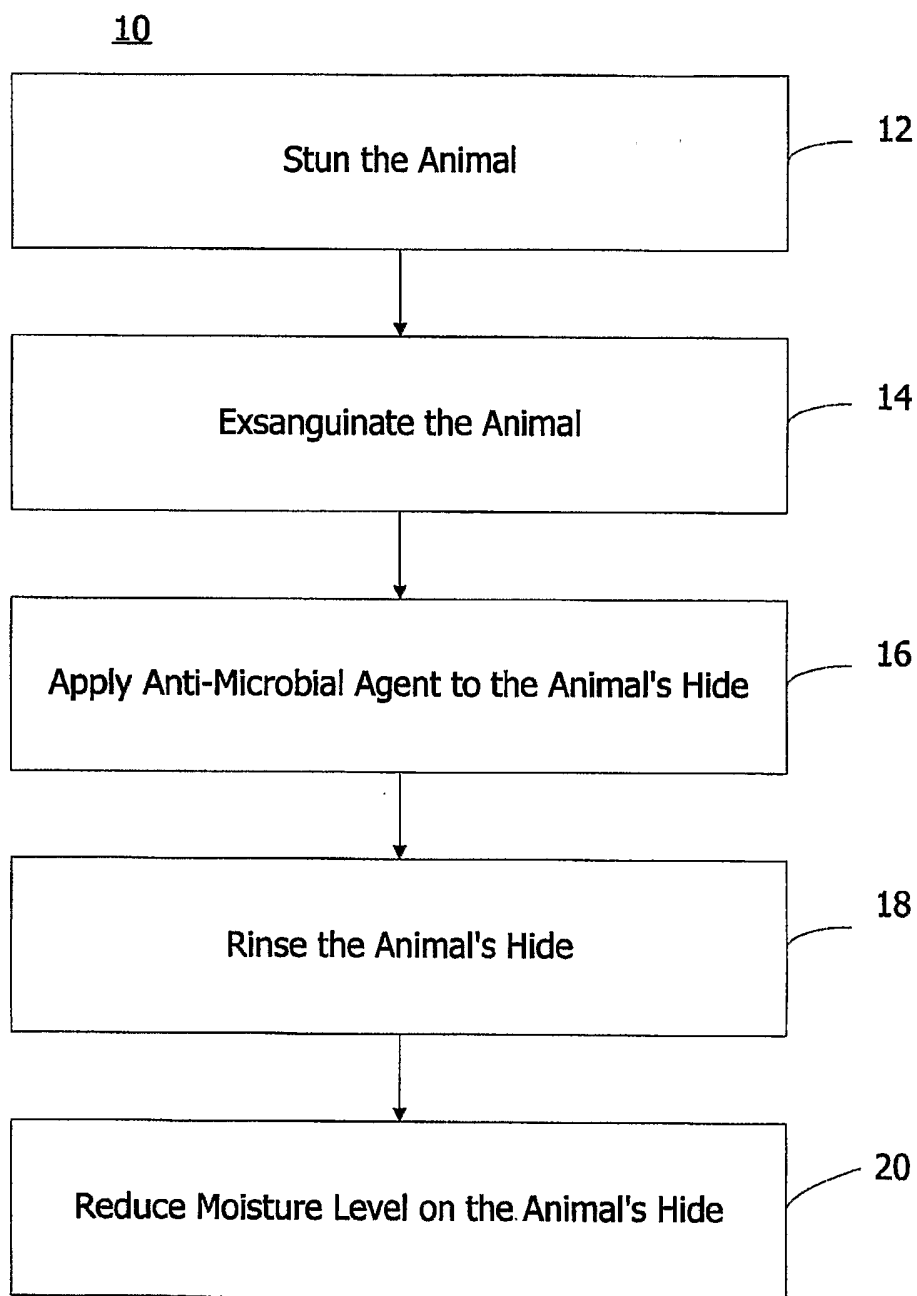 10
Stun the Animal
12
Exsanguinate the Animal
14
Apply Anti-Microbial Agent to the Animal's Hide
16
Rinse the Animal's Hide
18
Reduce Moisture Level on the Animal's Hide
20